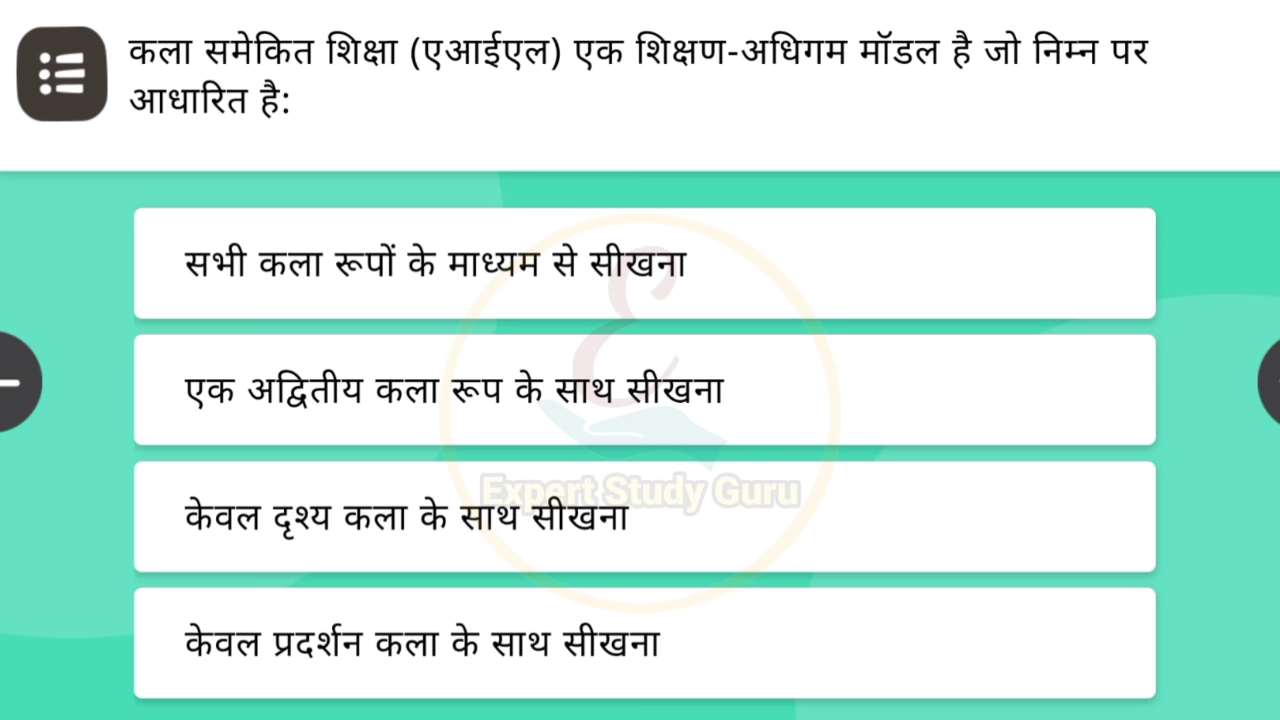 कला समेकित शिक्षा (एआईएल) एक शिक्षण-अधिगम मॉडल है जो निम्न पर
आधारित है:
सभी कला रूपों के माध्यम से सीखना
एक अद्वितीय कला रूप के साथ सीखना
केवल दृश्य कला के साथ सीखना
Expert Study Guru
केवल प्रदर्शन कला के साथ सीखना